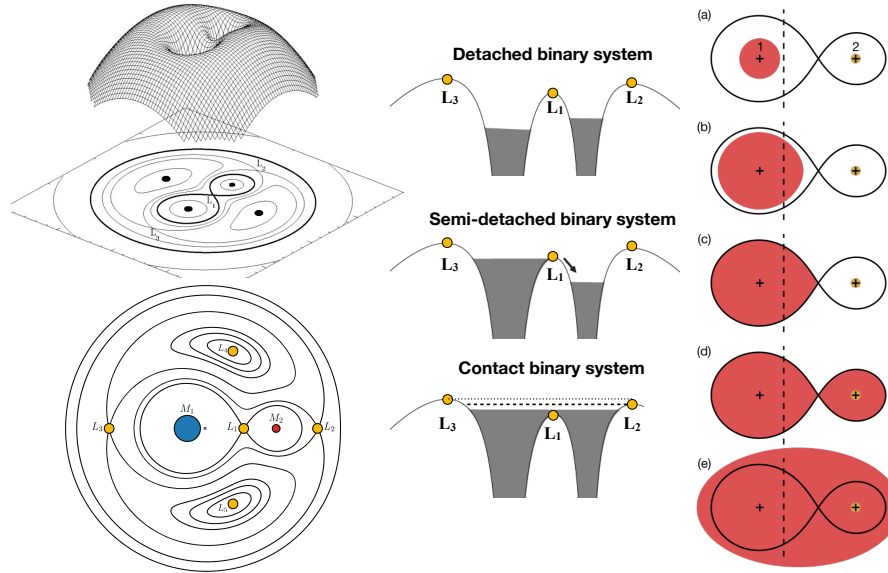 L2
L1
L3
L4
L3
M1
L1
M2
L2
L5
Detached binary system
L3
L1
L2
Semi-detached binary system
L3
L1
L2
Contact binary system
L3
L1
L2
(a)
1
2
(b)
(c)
(d)
(e)